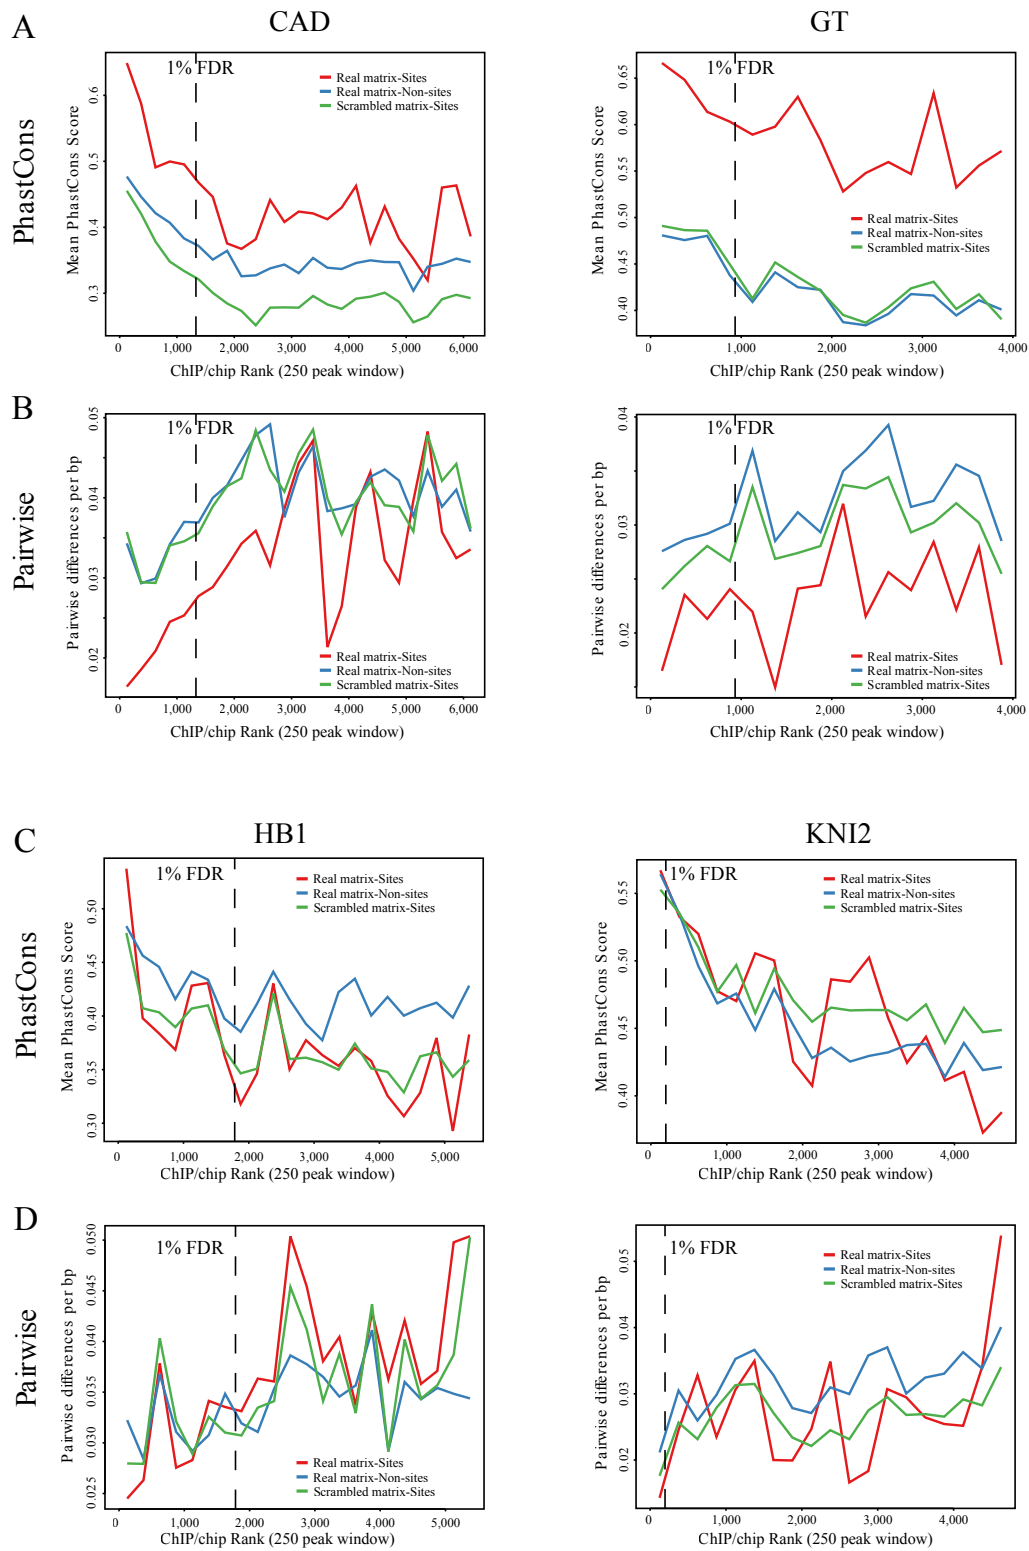 A
CAD
GT
PhastCons
Mean PhastCons Score
0.3
0.4
0.5
0.6
1% FDR
Real matrix-Sites
Real matrix-Non-sites
Scrambled matrix-Sites
0
1,000
2,000
3,000
4,000
5,000
6,000
ChIP/chip Rank (250 peak window)
Mean PhastCons Score
0.40
0.45
0.50
0.55
0.60
0.65
1% FDR
Real matrix-Sites
Real matrix-Non-sites
Scrambled matrix-Sites
0
1,000
2,000
3,000
4,000
ChIP/chip Rank (250 peak window)
B
Pairwise
Pairwise differences per bp
0.02
0.03
0.04
0.05
1% FDR
Real matrix-Sites
Real matrix-Non-sites
Scrambled matrix-Sites
0
1,000
2,000
3,000
4,000
5,000
6,000
ChIP/chip Rank (250 peak window)
Pairwise differences per bp
0.02
0.03
0.04
1% FDR
Real matrix-Sites
Real matrix-Non-sites
Scrambled matrix-Sites
0
1,000
2,000
3,000
4,000
ChIP/chip Rank (250 peak window)
C
HB1
KNI2
PhastCons
Mean PhastCons Score
0.30
0.35
0.40
0.45
0.50
1% FDR
Real matrix-Sites
Real matrix-Non-sites
Scrambled matrix-Sites
0
1,000
2,000
3,000
4,000
5,000
ChIP/chip Rank (250 peak window)
Mean PhastCons Score
0.40
0.45
0.50
0.55
1% FDR
Real matrix-Sites
Real matrix-Non-sites
Scrambled matrix-Sites
0
1,000
2,000
3,000
4,000
ChIP/chip Rank (250 peak window)
D
Pairwise
Pairwise differences per bp
0.025
0.030
0.035
0.040
0.045
0.050
1% FDR
Real matrix-Sites
Real matrix-Non-sites
Scrambled matrix-Sites
0
1,000
2,000
3,000
4,000
5,000
ChIP/chip Rank (250 peak window)
Pairwise differences per bp
0.02
0.03
0.04
0.05
1% FDR
Real matrix-Sites
Real matrix-Non-sites
Scrambled matrix-Sites
0
1,000
2,000
3,000
4,000
ChIP/chip Rank (250 peak window)